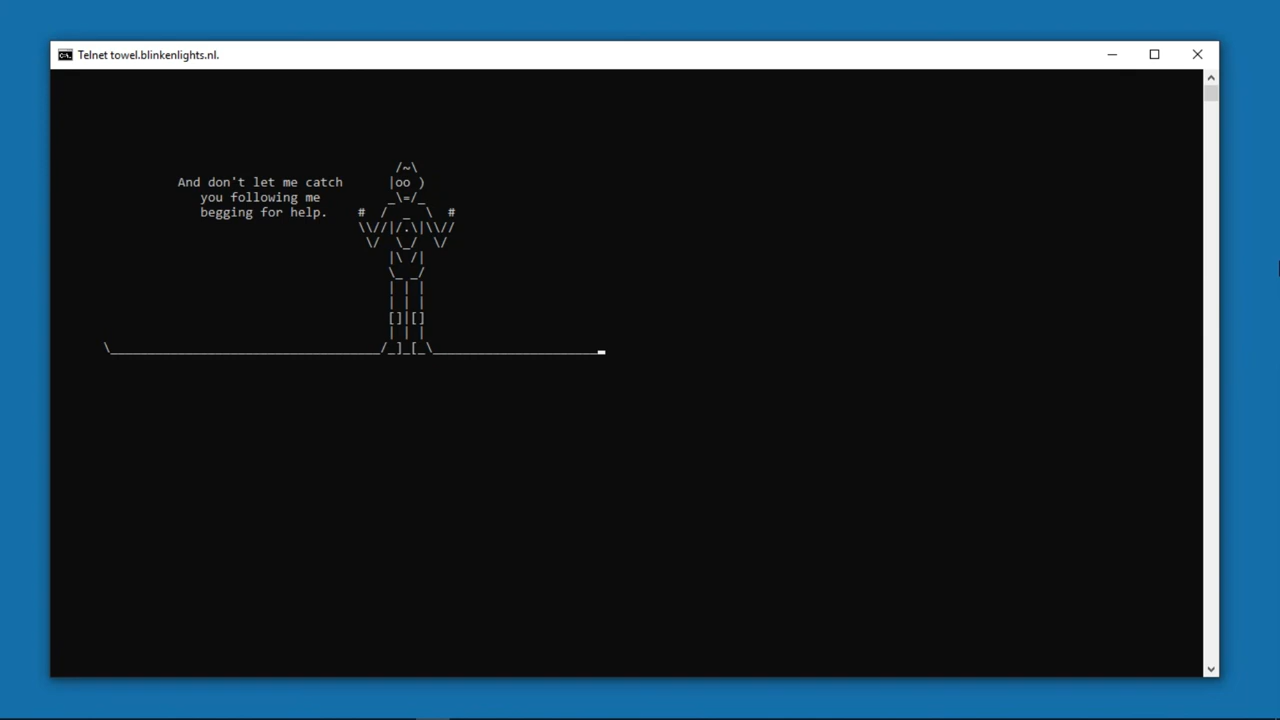 Telnet towel.blinkenlights.nl.
And don't let me catch
you following me
begging for help.